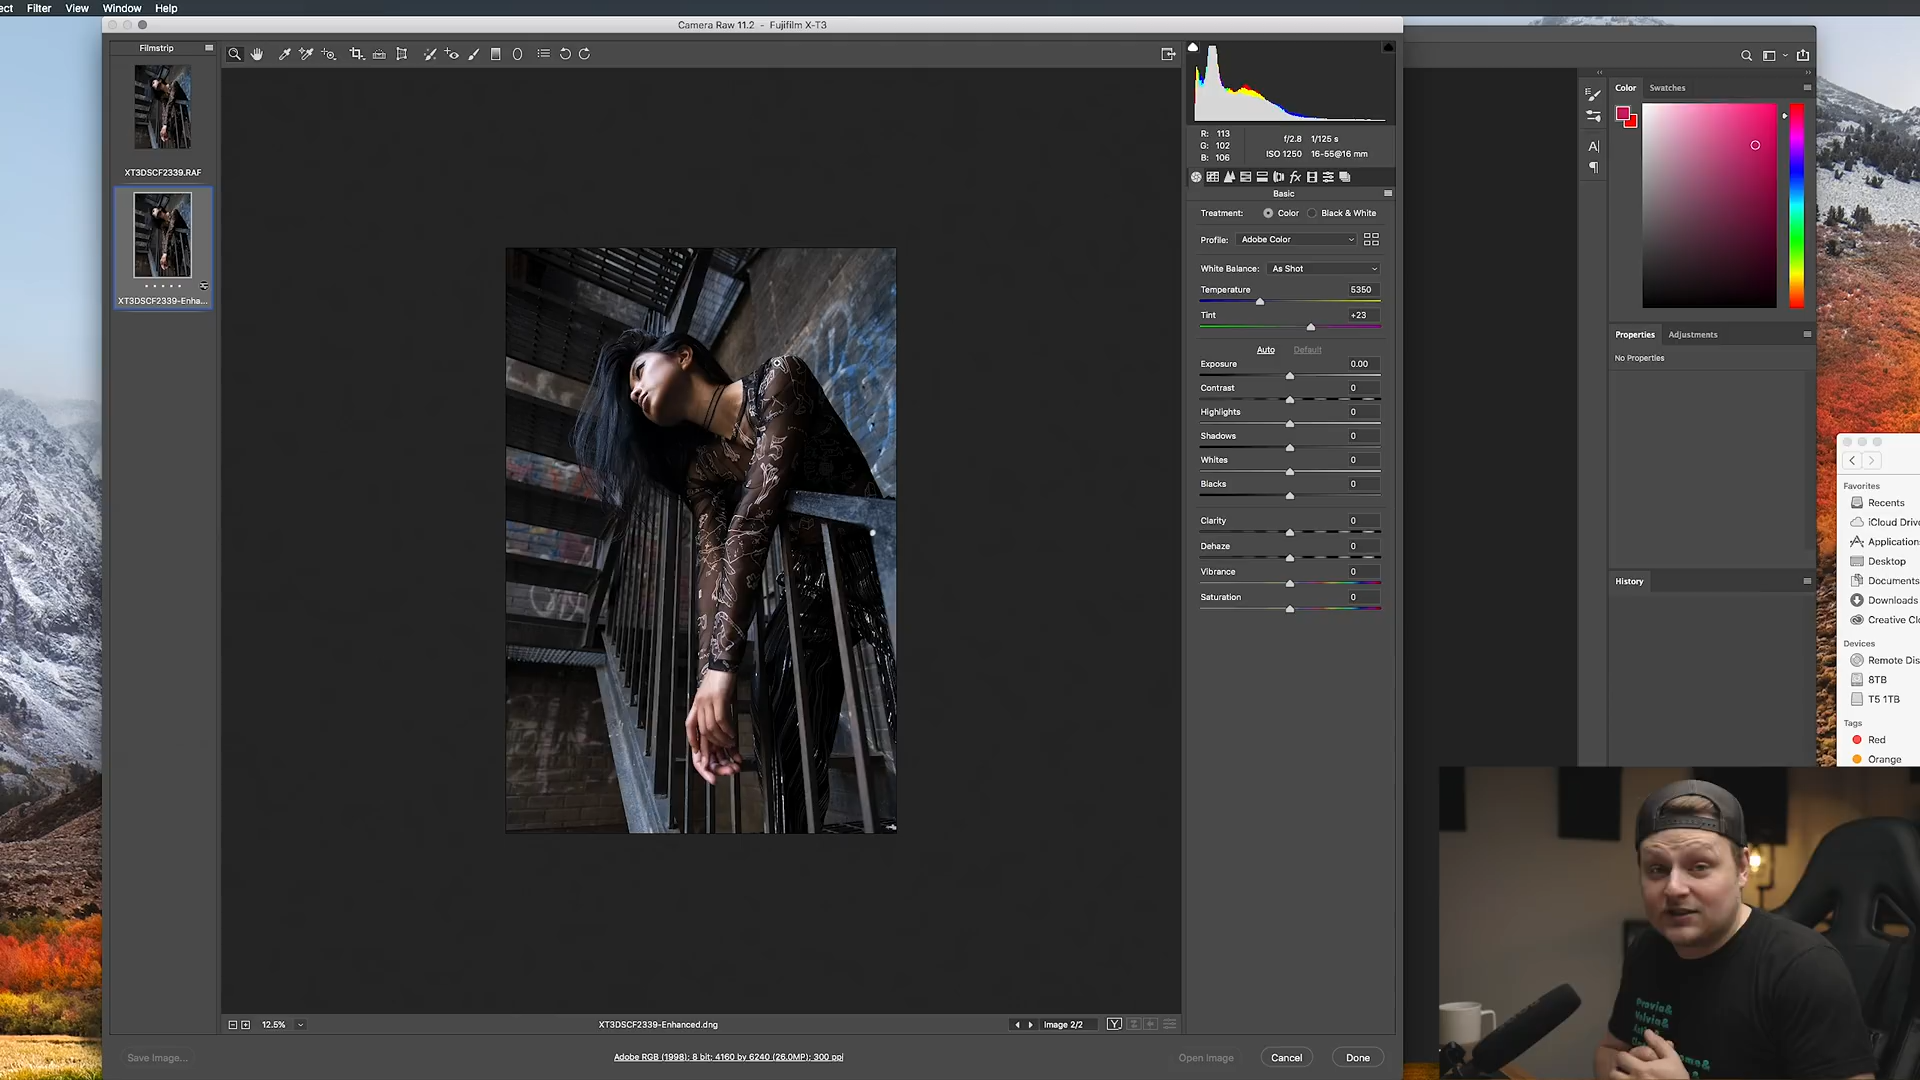 ect Filter View Window Help
Camera Raw 11.2 - Fujifilm X-T3
Filmstrip
XT3DSCF2339.RAF
XT3DSCF2339-Enha...
R: 113
G: 102
B: 106
f/2.8 1/125 s
ISO 1250 16-55@16 mm
Basic
Treatment: Color Black & White
Profile: Adobe Color
White Balance: As Shot
Temperature 5350
Tint +23
Auto Default
Exposure 0.00
Contrast 0
Highlights 0
Shadows 0
Whites 0
Blacks 0
Clarity 0
Dehaze 0
Vibrance 0
Saturation 0
12.5%
XT3DSCF2339-Enhanced.dng
Image 2/2
Save Image...
Adobe RGB (1998); 8 bit; 4160 by 6240 (26.0MP); 300 ppi
Open Image Cancel Done
Color Swatches
Properties Adjustments
No Properties
History
Favorites
Recents
iCloud Drive
Applications
Desktop
Documents
Downloads
Creative Clo
Devices
Remote Dis
8TB
T5 1TB
Tags
Red
Orange
Provia&
Velvia&